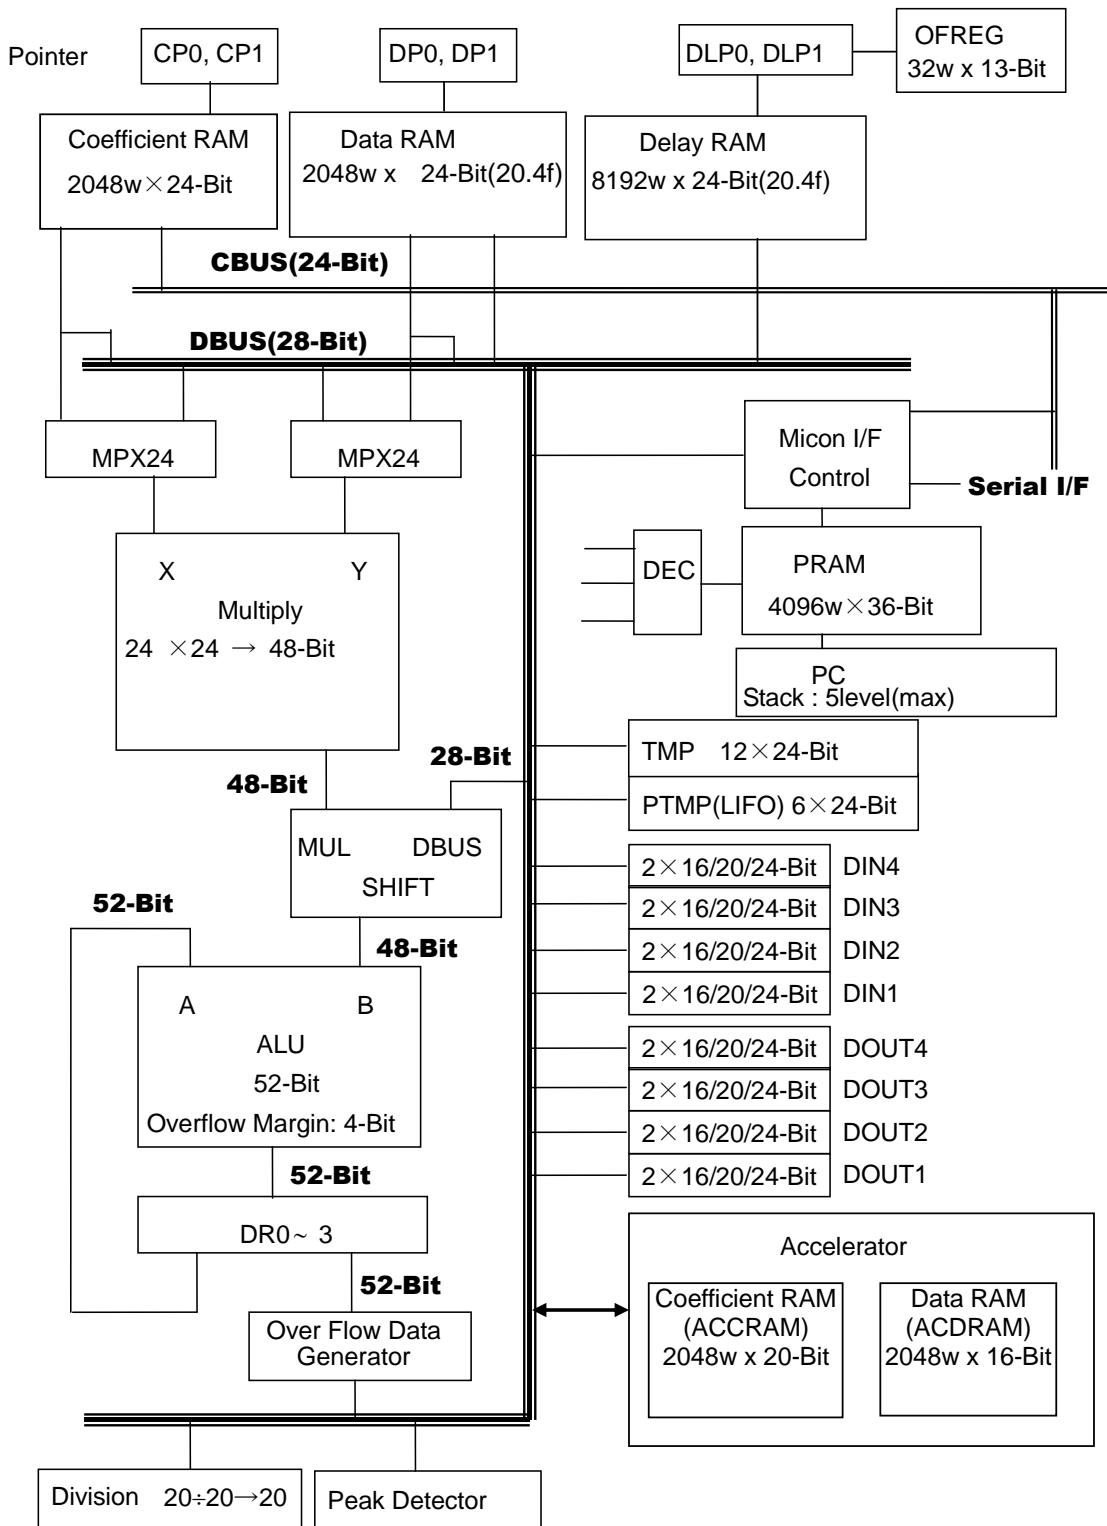 Pointer
CP0, CP1
DP0, DP1
DLP0, DLP1
OFREG
32w x 13-Bit
Coefficient RAM
2048w×24-Bit
Data RAM
2048w x 24-Bit(20.4f)
Delay RAM
8192w x 24-Bit(20.4f)
CBUS(24-Bit)
DBUS(28-Bit)
MPX24
MPX24
Micon I/F
Control
Serial I/F
X
Y
Multiply
24 ×24 → 48-Bit
DEC
PRAM
4096w×36-Bit
PC
Stack : 5level(max)
48-Bit
28-Bit
TMP 12×24-Bit
PTMP(LIFO) 6×24-Bit
MUL
DBUS
SHIFT
2×16/20/24-Bit DIN4
2×16/20/24-Bit DIN3
2×16/20/24-Bit DIN2
2×16/20/24-Bit DIN1
52-Bit
48-Bit
A
B
ALU
52-Bit
Overflow Margin: 4-Bit
2×16/20/24-Bit DOUT4
2×16/20/24-Bit DOUT3
2×16/20/24-Bit DOUT2
2×16/20/24-Bit DOUT1
52-Bit
DR0~ 3
52-Bit
Over Flow Data
Generator
Accelerator
Coefficient RAM
(ACCRAM)
2048w x 20-Bit
Data RAM
(ACDRAM)
2048w x 16-Bit
Division 20÷20→20
Peak Detector